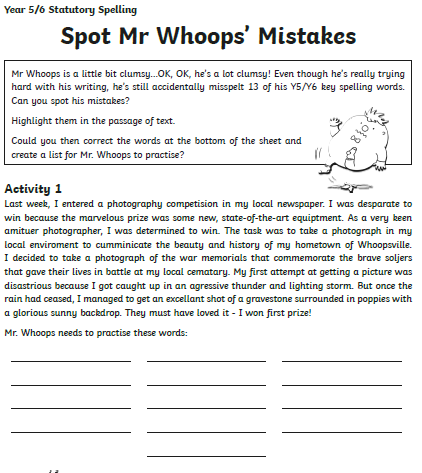 Year 5/6 Statutory Spelling
Spot Mr Whoops' Mistakes
Mr Whoops is a little bit clumsy...OK, OK, he's a lot clumsy! Even though he's really trying
hard with his writing, he's still accidentally misspelt 13 of his Y5/Y6 key spelling words.
Can you spot his mistakes?
Highlight them in the passage of text.
Could you then correct the words at the bottom of the sheet and
create a list for Mr. Whoops to practise?
Activity 1
Last week, I entered a photography competision in my local newspaper. I was desparate to
win because the marvelous prize was some new, state-of-the-art equiptment. As a very keen
amituer photographer, I was determined to win. The task was to take a photograph in my
local enviroment to cumminicate the beauty and history of my hometown of Whoopsville.
I decided to take a photograph of the war memorials that commemorate the brave soljers
that gave their lives in battle at my local cematary. My first attempt at getting a picture was
disastrious because I got caught up in an agressive thunder and lighting storm. But once the
rain had ceased, I managed to get an excellant shot of a gravestone surrounded in poppies with
a glorious sunny backdrop. They must have loved it - I won first prize!
Mr. Whoops needs to practise these words: